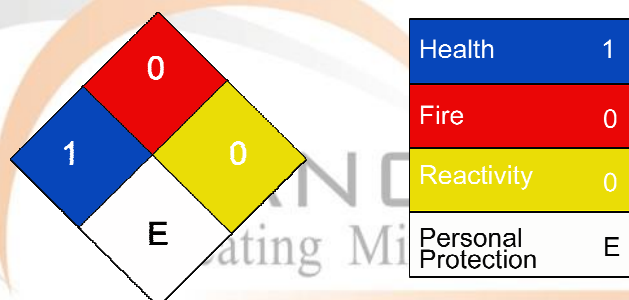 0
1
0
E
Health 1
Fire 0
Reactivity 0
Personal
Protection E